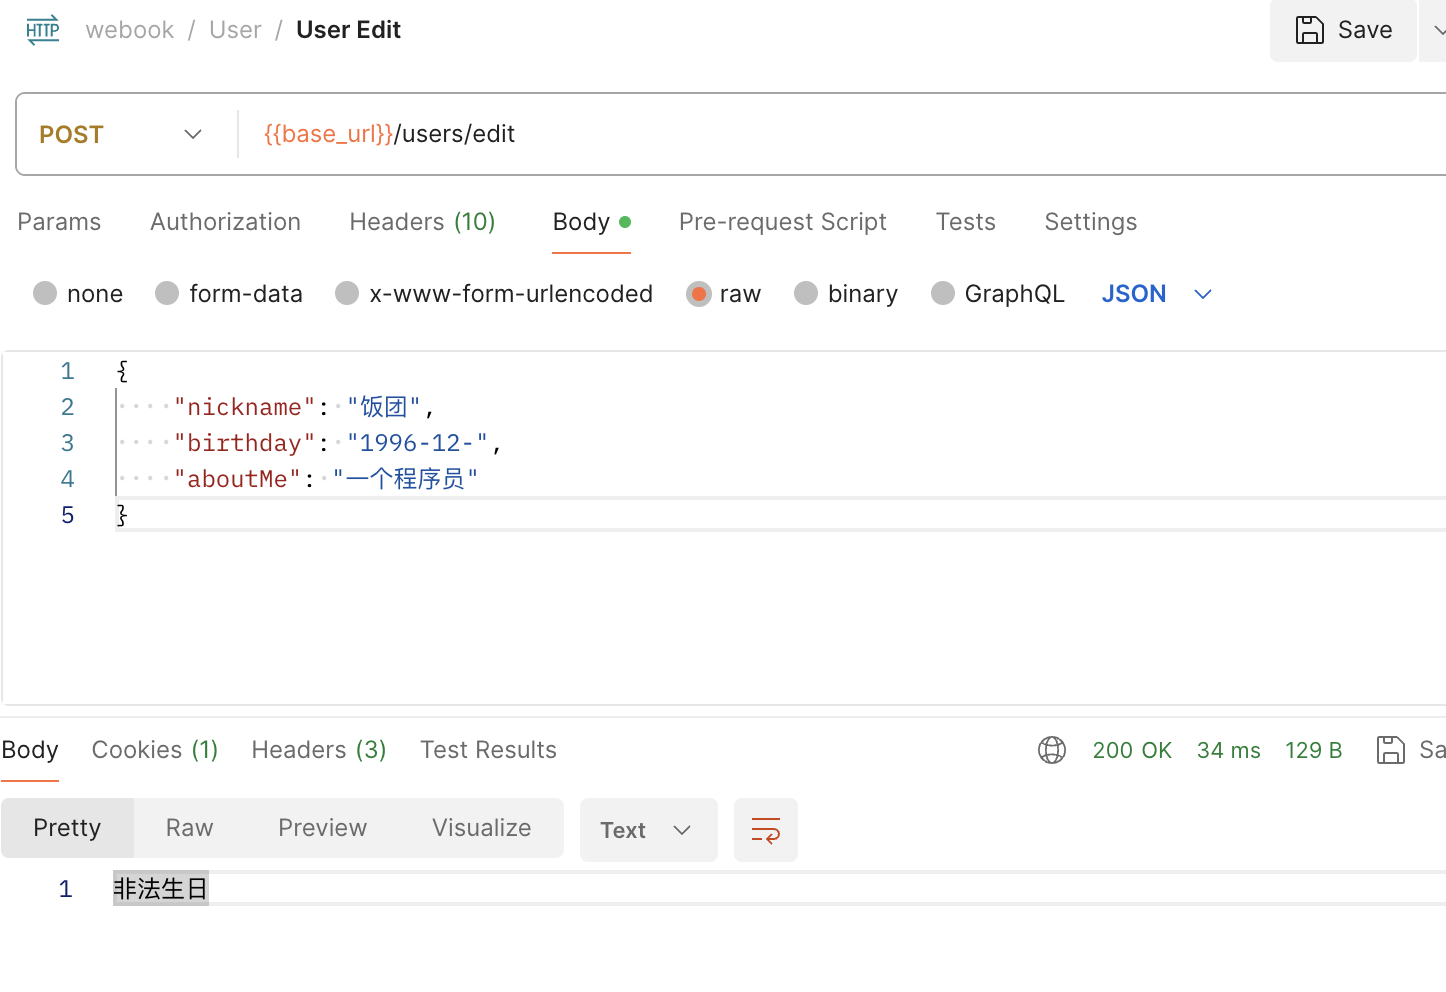 HTTP webook / User / User Edit Save
POST {{base_url}}/users/edit
Params Authorization Headers (10) Body Pre-request Script Tests Settings
none form-data x-www-form-urlencoded raw binary GraphQL JSON
1 {
2 "nickname": "饭团",
3 "birthday": "1996-12-",
4 "aboutMe": "一个程序员"
5 }
Body Cookies (1) Headers (3) Test Results 200 OK 34 ms 129 B Sa
Pretty Raw Preview Visualize Text
1 非法生日